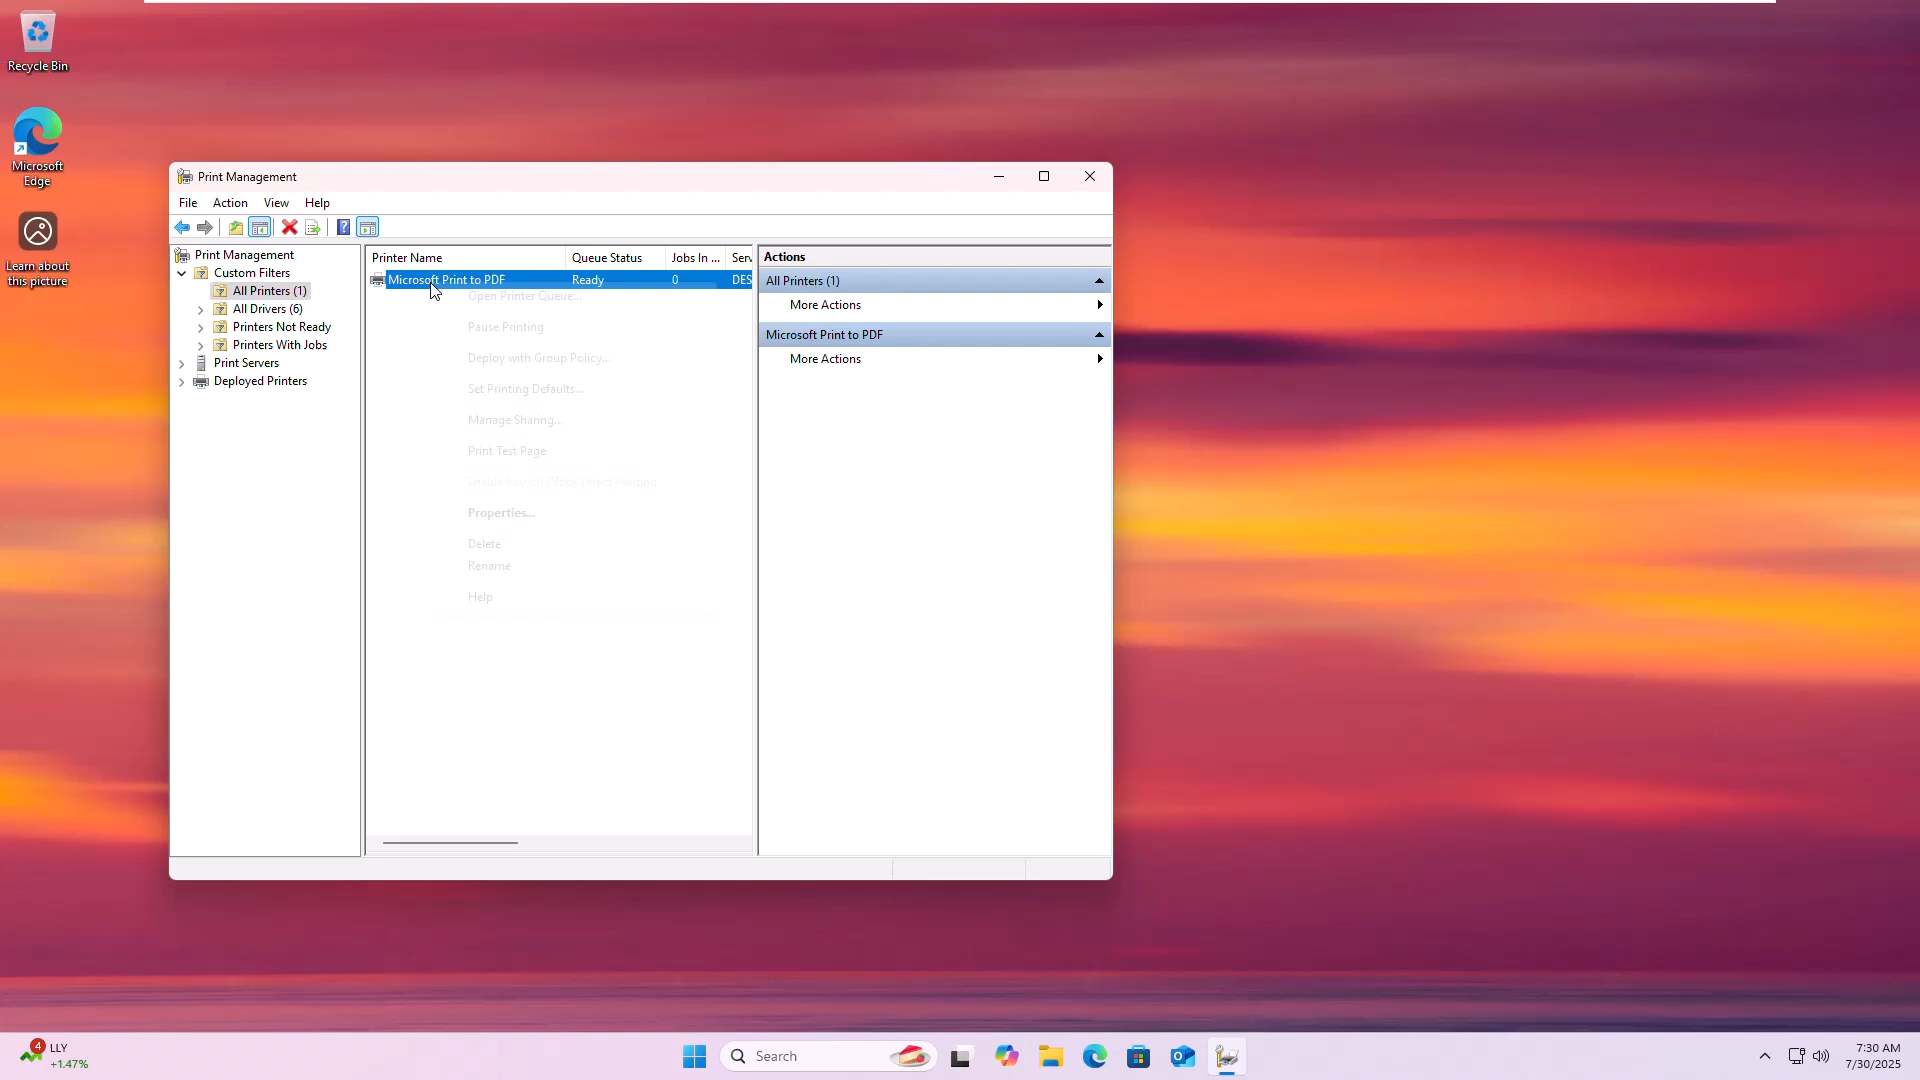 Recycle Bin
Microsoft
Edge
Learn about
this picture
Print Management
File Action View Help
Print Management
Custom Filters
All Printers (1)
All Drivers (6)
Printers Not Ready
Printers With Jobs
Print Servers
Deployed Printers
Printer Name Queue Status Jobs In ... Serv
Microsoft Print to PDF Ready 0 DES
Open Printer Queue...
Pause Printing
Deploy with Group Policy...
Set Printing Defaults...
Manage Sharing...
Print Test Page
Enable Branch Office Direct Printing
Properties...
Delete
Rename
Help
Actions
All Printers (1)
More Actions
Microsoft Print to PDF
More Actions
4
LLY
+1.47%
Search
7:30 AM
7/30/2025